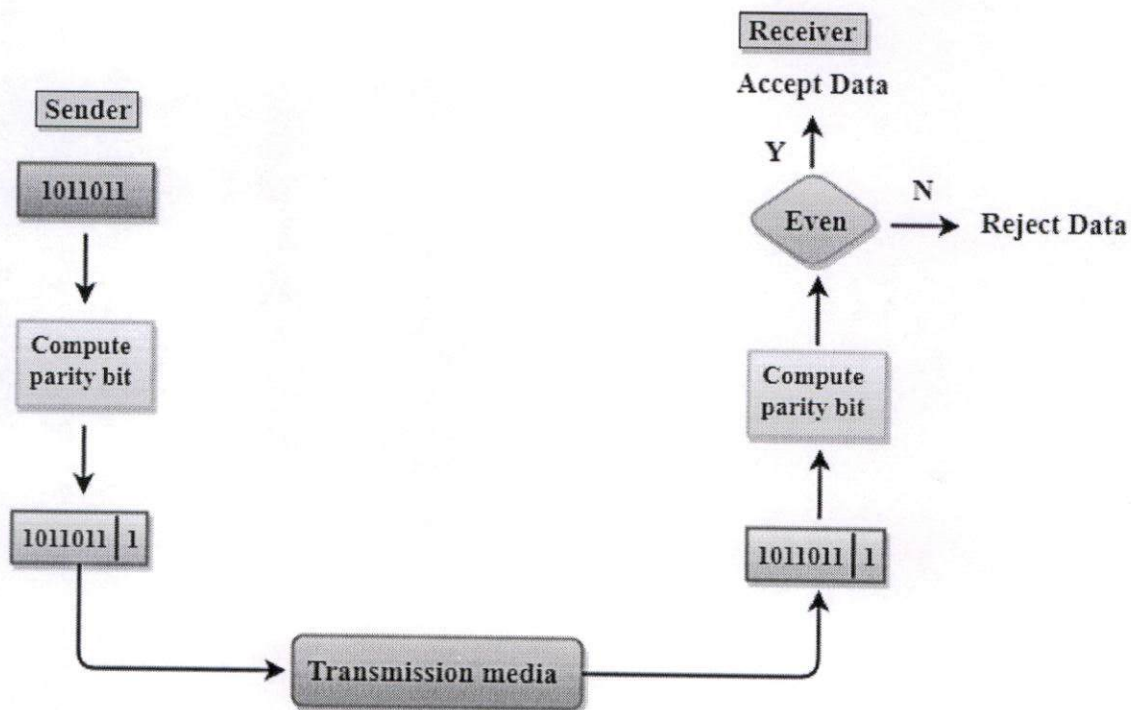 Sender
1011011
Compute
parity bit
1011011 | 1
Transmission media
1011011 | 1
Compute
parity bit
Even
Y
N
Accept Data
Reject Data
Receiver